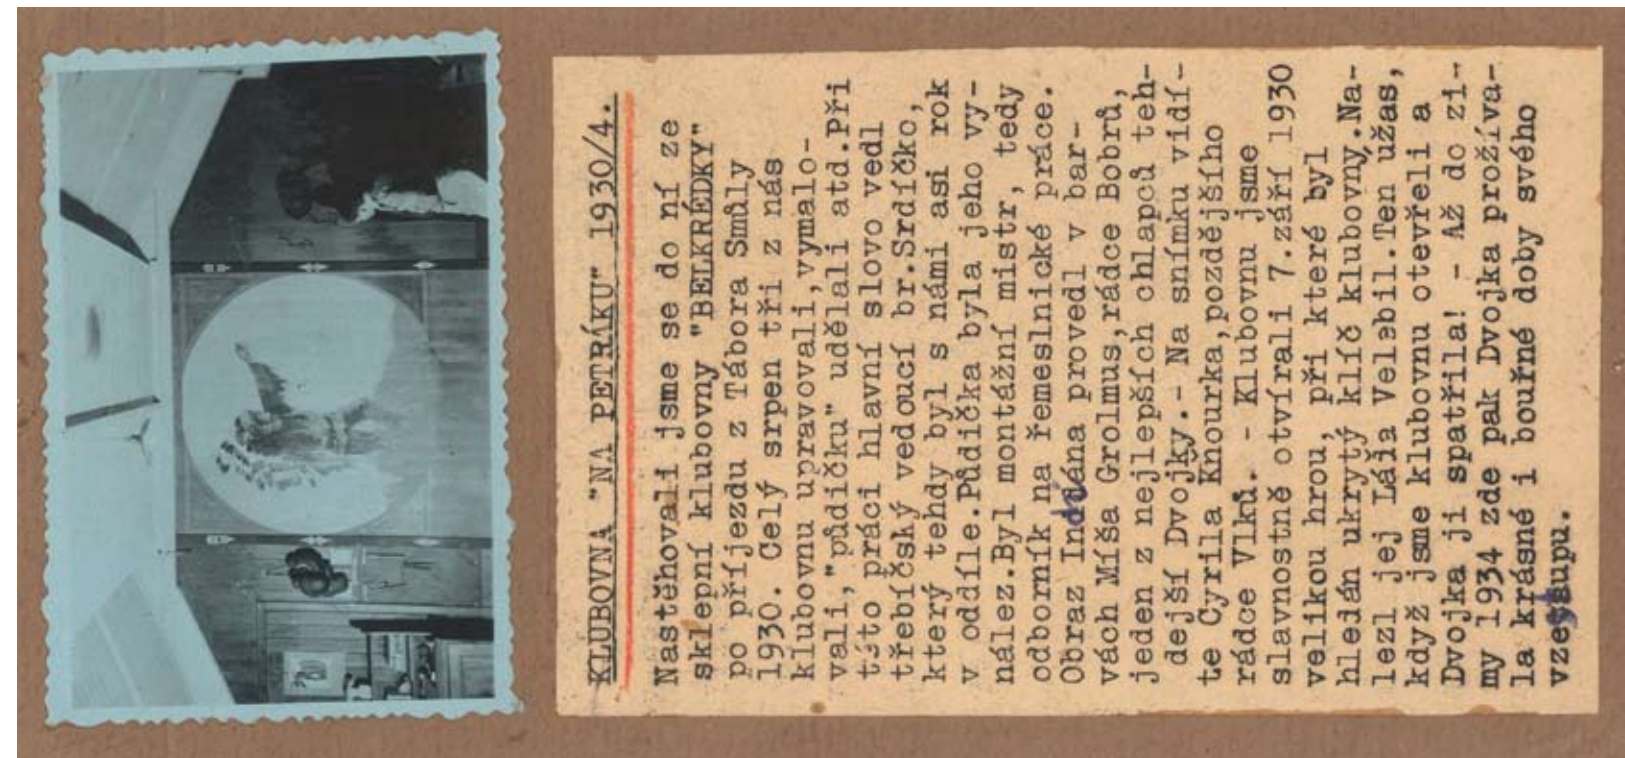 KLUBOVNA "NA PETRÁKU" 1930/4.
Nastěhovali jsme se do ní ze
sklepní klubovny "BELKRÉDKY"
po příjezdu z Tábora Smůly
1930. Celý srpen tři z nás
klubovnu upravovali,vymalo-
vali,"půdičku" udělali atd.Při
této práci hlavní slovo vedl
třebíčský vedoucí br.Srdíčko,
který tehdy byl s námi asi rok
v oddíle.Půdička byla jeho vy-
nález.Byl montážní mistr, tedy
odborník na řemeslnické práce.
Obraz Indiána provedl v bar-
vách Míša Grolmus,rádce Bobrů,
jeden z nejlepších chlapců teh-
dejší Dvojky.- Na snímku vidí-
te Cyrila Knourka,pozdějšího
rádce Vlků. - Klubovnu jsme
slavnostně otvírali 7.září 1930
velikou hrou, při které byl
hledán ukrytý klíč klubovny.Na-
lezl jej Láďa Velebil.Ten užas,
když jsme klubovnu otevřeli a
Dvojka ji spatřila! - Až do zi-
my 1934 zde pak Dvojka prožíva-
la krásné i bouřné doby svého
vzestupu.